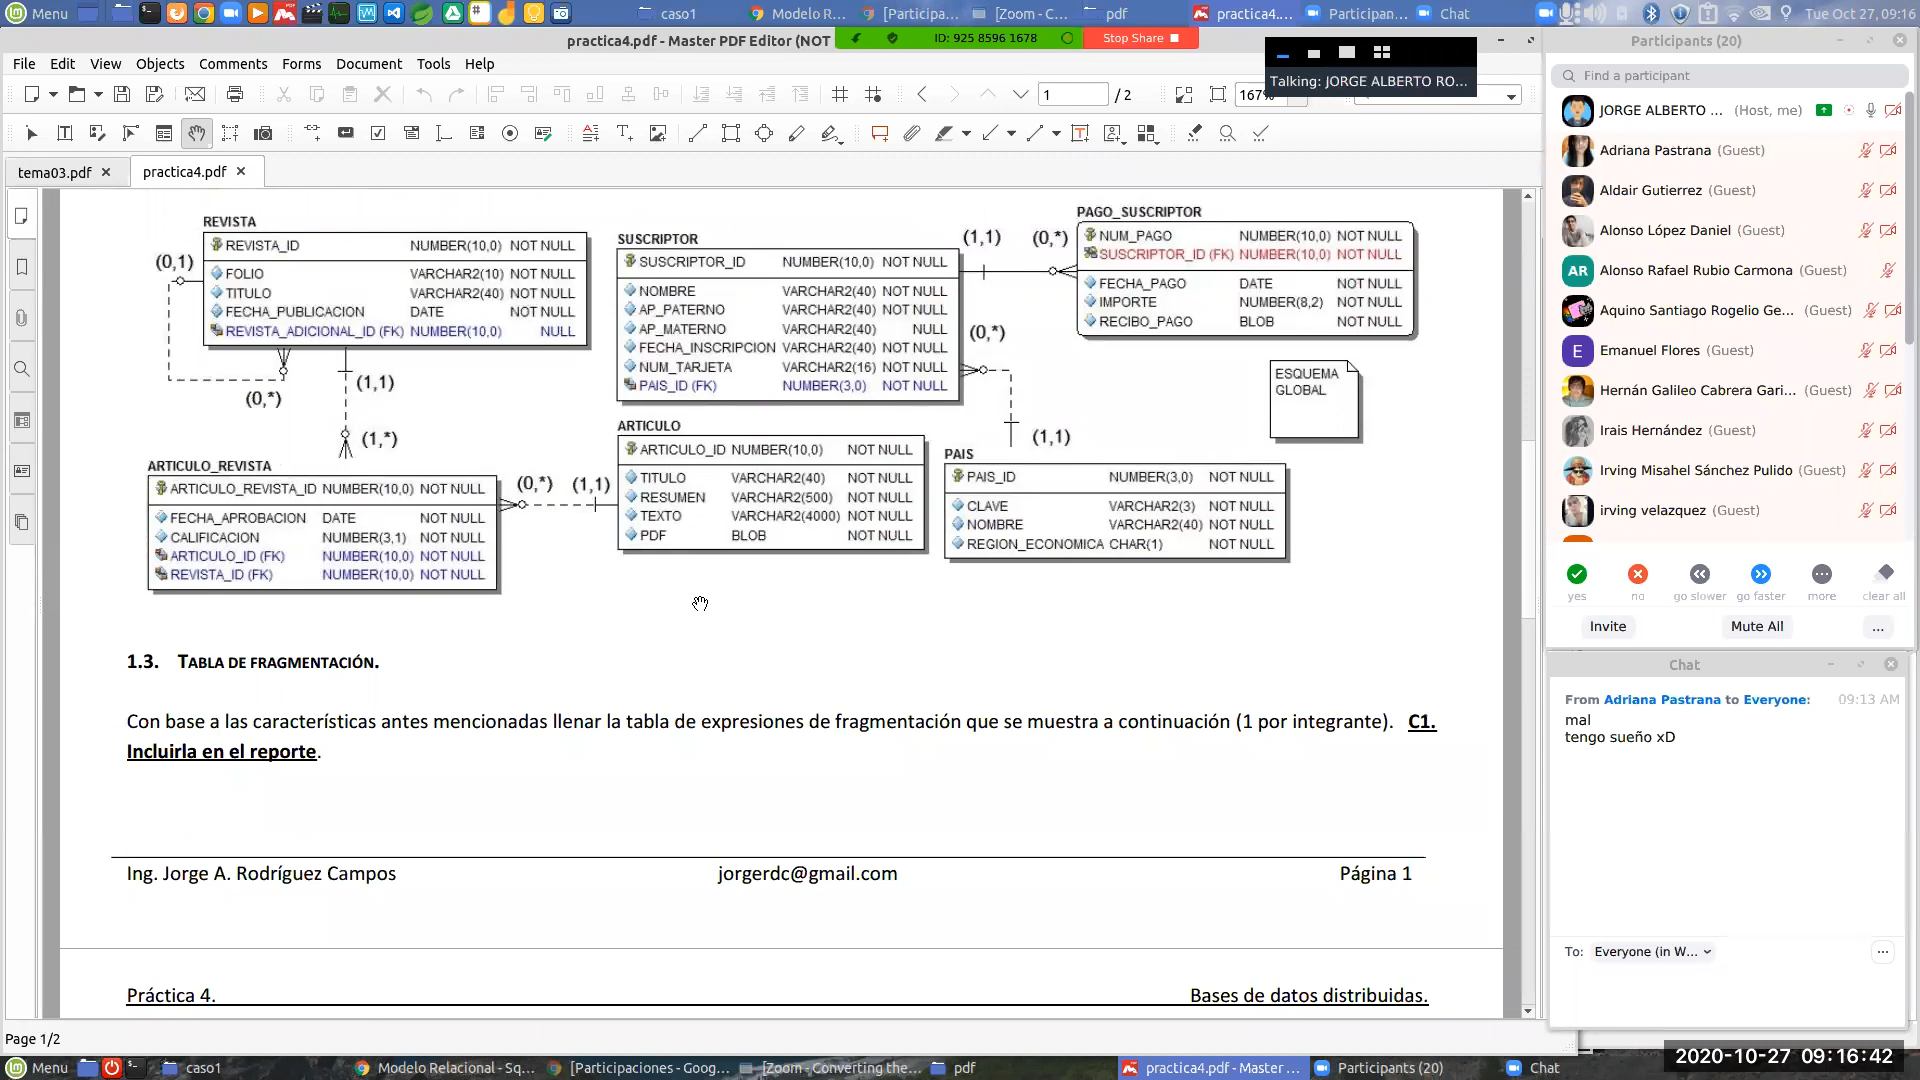 Menu
caso1
Modelo R...
[Participa...
[Zoom - C...
pdf
practica4....
Participan...
Chat
Tue Oct 27, 09:16
practica4.pdf - Master PDF Editor (NOT
ID: 925 8596 1678
Stop Share
Talking: JORGE ALBERTO RO...
File Edit View Objects Comments Forms Document Tools Help
1 / 2
167%
tema03.pdf
practica4.pdf
REVISTA
REVISTA_ID NUMBER(10,0) NOT NULL
FOLIO VARCHAR2(10) NOT NULL
TITULO VARCHAR2(40) NOT NULL
FECHA_PUBLICACION DATE NOT NULL
REVISTA_ADICIONAL_ID (FK) NUMBER(10,0) NULL
(0,1)
(0,*)
(1,1)
(1,*)
SUSCRIPTOR
SUSCRIPTOR_ID NUMBER(10,0) NOT NULL
NOMBRE VARCHAR2(40) NOT NULL
AP_PATERNO VARCHAR2(40) NOT NULL
AP_MATERNO VARCHAR2(40) NULL
FECHA_INSCRIPCION VARCHAR2(40) NOT NULL
NUM_TARJETA VARCHAR2(16) NOT NULL
PAIS_ID (FK) NUMBER(3,0) NOT NULL
(1,1)
(0,*)
PAGO_SUSCRIPTOR
NUM_PAGO NUMBER(10,0) NOT NULL
SUSCRIPTOR_ID (FK) NUMBER(10,0) NOT NULL
FECHA_PAGO DATE NOT NULL
IMPORTE NUMBER(8,2) NOT NULL
RECIBO_PAGO BLOB NOT NULL
(0,*)
(1,1)
ESQUEMA
GLOBAL
ARTICULO_REVISTA
ARTICULO_REVISTA_ID NUMBER(10,0) NOT NULL
FECHA_APROBACION DATE NOT NULL
CALIFICACION NUMBER(3,1) NOT NULL
ARTICULO_ID (FK) NUMBER(10,0) NOT NULL
REVISTA_ID (FK) NUMBER(10,0) NOT NULL
(0,*)
(1,1)
ARTICULO
ARTICULO_ID NUMBER(10,0) NOT NULL
TITULO VARCHAR2(40) NOT NULL
RESUMEN VARCHAR2(500) NOT NULL
TEXTO VARCHAR2(4000) NOT NULL
PDF BLOB NOT NULL
PAIS
PAIS_ID NUMBER(3,0) NOT NULL
CLAVE VARCHAR2(3) NOT NULL
NOMBRE VARCHAR2(40) NOT NULL
REGION_ECONOMICA CHAR(1) NOT NULL
1.3. TABLA DE FRAGMENTACIÓN.
Con base a las características antes mencionadas llenar la tabla de expresiones de fragmentación que se muestra a continuación (1 por integrante). C1.
Incluirla en el reporte.
Ing. Jorge A. Rodríguez Campos jorgerdc@gmail.com Página 1
Práctica 4. Bases de datos distribuidas.
Page 1/2
Participants (20)
Find a participant
JORGE ALBERTO ... (Host, me)
Adriana Pastrana (Guest)
Aldair Gutierrez (Guest)
Alonso López Daniel (Guest)
AR Alonso Rafael Rubio Carmona (Guest)
Aquino Santiago Rogelio Ge... (Guest)
E Emanuel Flores (Guest)
Hernán Galileo Cabrera Gari... (Guest)
Irais Hernández (Guest)
Irving Misahel Sánchez Pulido (Guest)
irving velazquez (Guest)
yes no go slower go faster more clear all
Invite Mute All ...
Chat
From Adriana Pastrana to Everyone: 09:13 AM
mal
tengo sueño xD
To: Everyone (in W...
Menu
caso1
Modelo Relacional - Sq...
[Participaciones - Goog...
[Zoom - Converting the...
pdf
practica4.pdf - Master ...
Participants (20)
Chat
2020-10-27 09:16:42